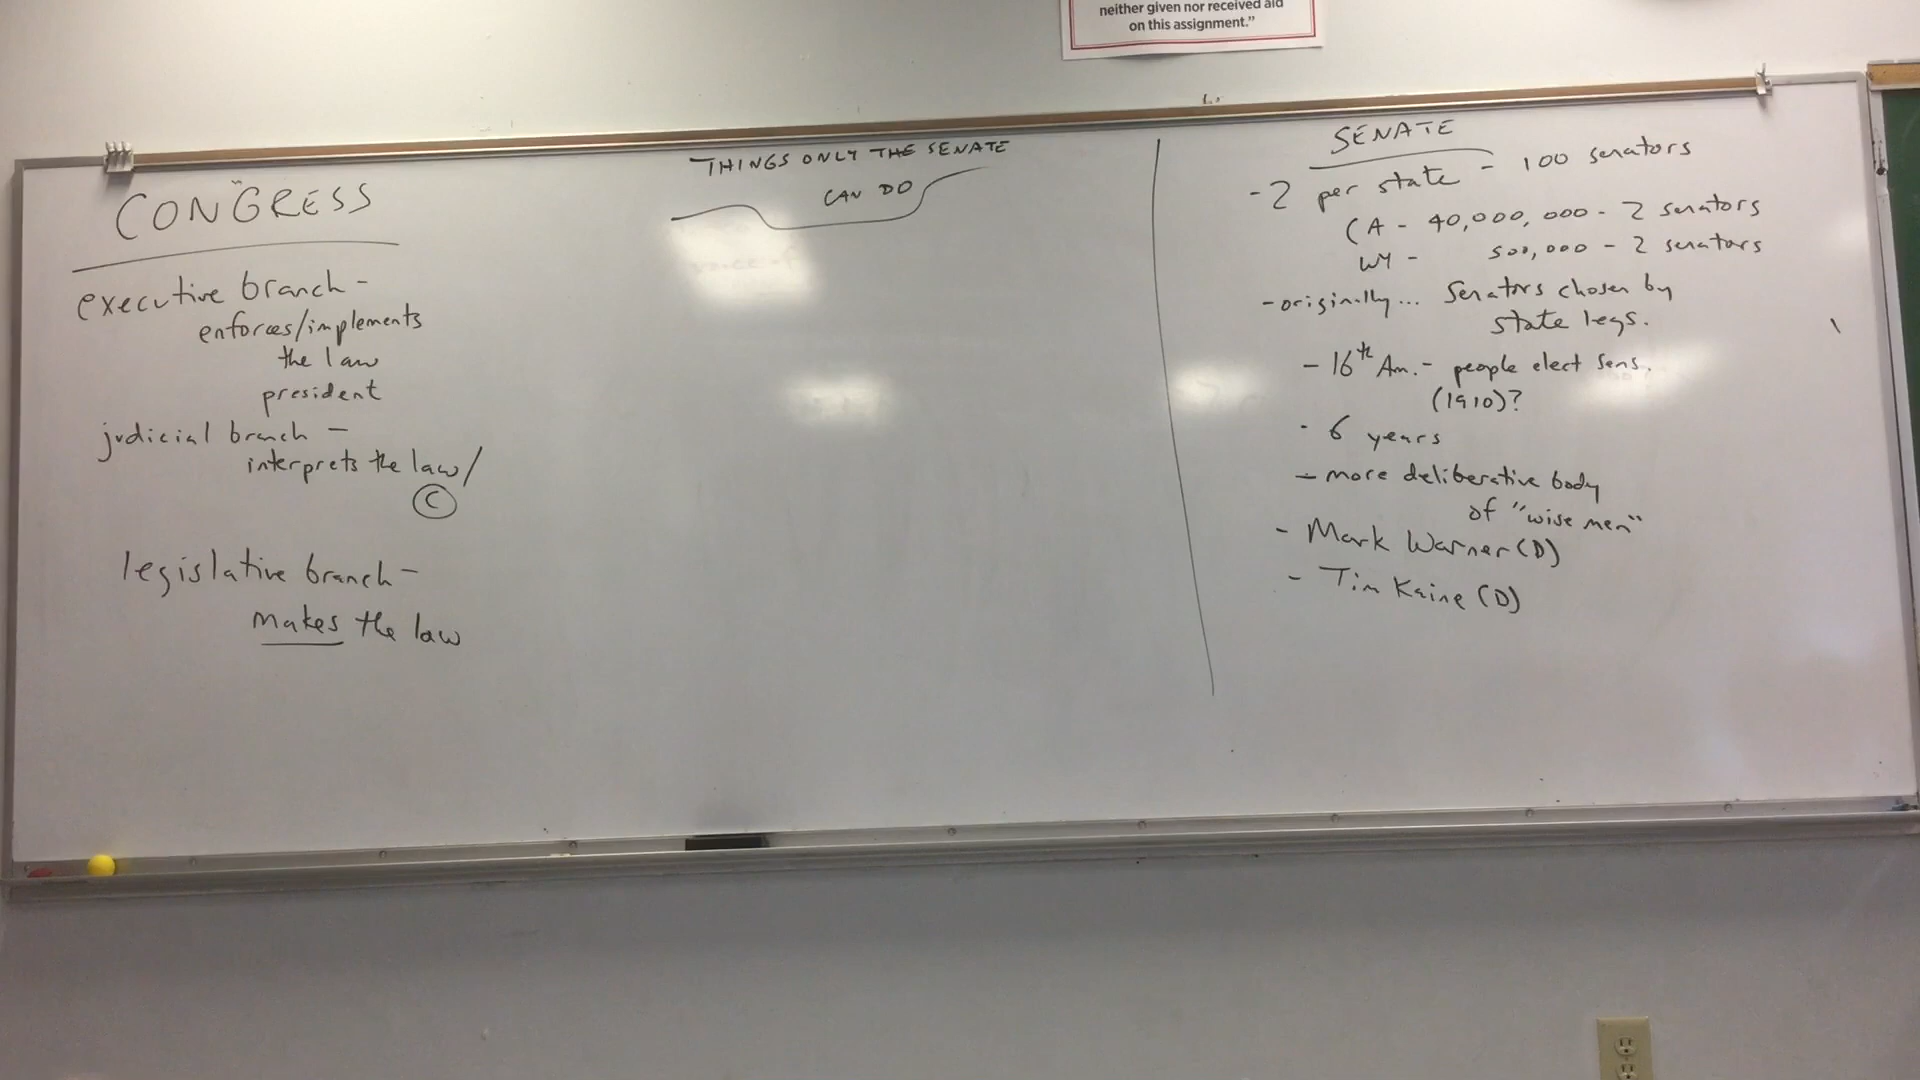 neither given nor received aid
on this assignment."
CONGRESS
executive branch -
enforces/implements
the law
president
judicial branch -
interprets the law/
C
legislative branch -
makes the law
THINGS ONLY THE SENATE
CAN DO
SENATE
- 2 per state - 100 senators
CA - 40,000,000 - 2 senators
WY - 500,000 - 2 senators
- originally... Senators chosen by
state legs.
- 16th Am. - people elect sens.
(1910)?
- 6 years
- more deliberative body
of "wise men"
- Mark Warner (D)
- Tim Kaine (D)